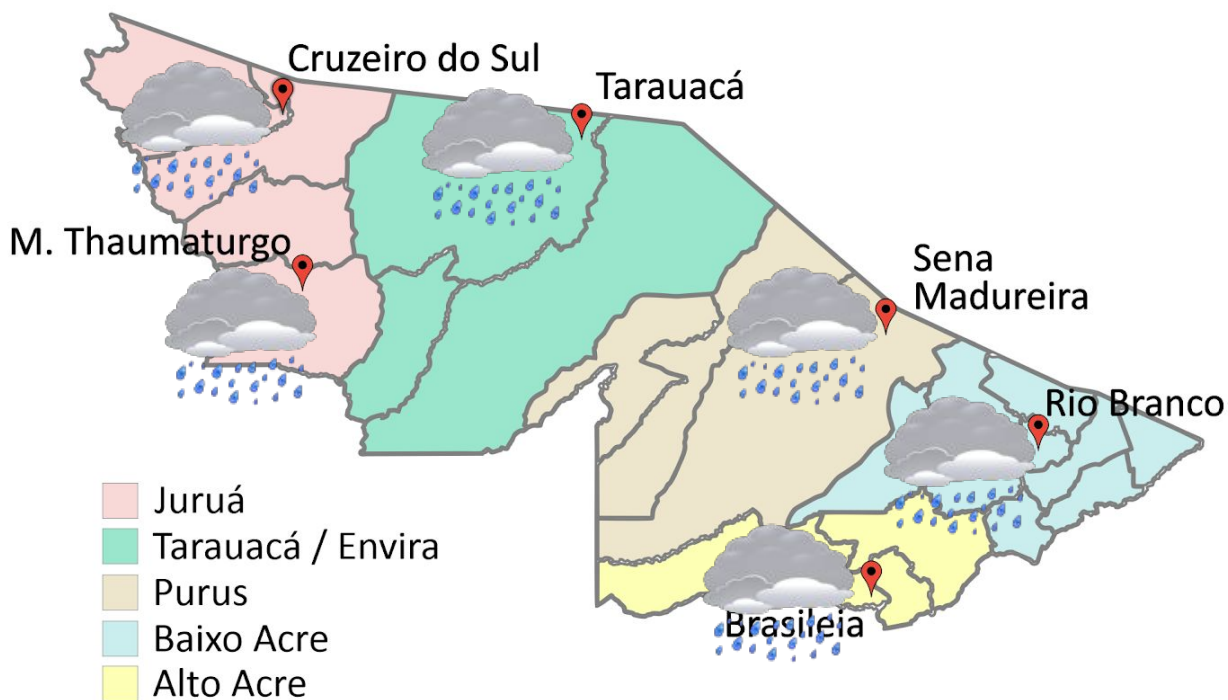 Cruzeiro do Sul
Tarauacá
M. Thaumaturgo
Sena
Madureira
Rio Branco
Brasileia
Juruá
Tarauacá / Envira
Purus
Baixo Acre
Alto Acre